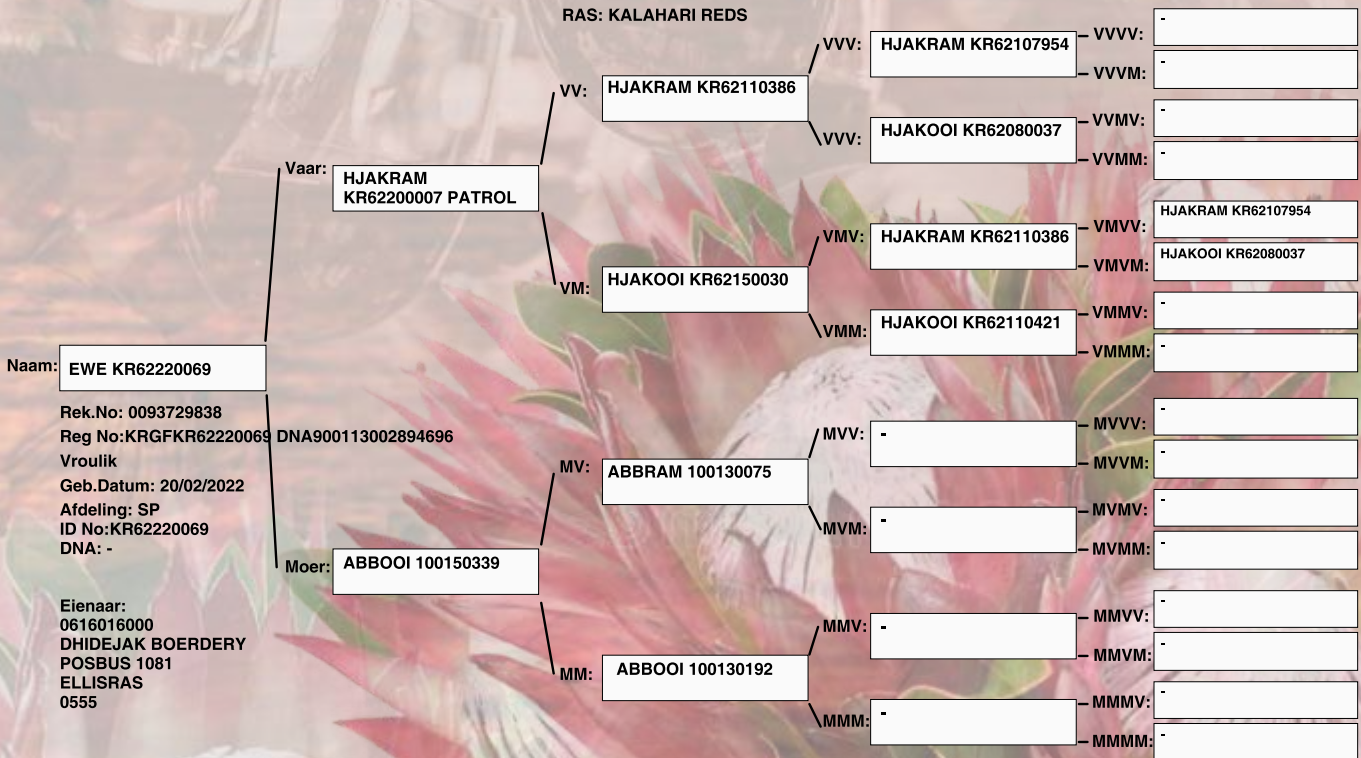 RAS: KALAHARI REDS
Naam: EWE KR62220069
Rek.No: 0093729838
Reg No:KRGFKR62220069 DNA900113002894696
Vroulik
Geb.Datum: 20/02/2022
Afdeling: SP
ID No:KR62220069
DNA: -
Eienaar:
0616016000
DHIDEJAK BOERDERY
POSBUS 1081
ELLISRAS
0555
Vaar: HJAKRAM
KR62200007 PATROL
Moer: ABBOOI 100150339
VV: HJAKRAM KR62110386
VM: HJAKOOI KR62150030
MV: ABBRAM 100130075
MM: ABBOOI 100130192
VVV: HJAKRAM KR62107954
VVV: HJAKOOI KR62080037
VMV: HJAKRAM KR62110386
VMM: HJAKOOI KR62110421
MVV: -
MVM: -
MMV: -
MMM: -
VVVV: -
VVVM: -
VVMV: -
VVMM: -
VMVV: HJAKRAM KR62107954
VMVM: HJAKOOI KR62080037
VMMV: -
VMMM: -
MVVV: -
MVVM: -
MVMV: -
MVMM: -
MMVV: -
MMVM: -
MMMV: -
MMMM: -